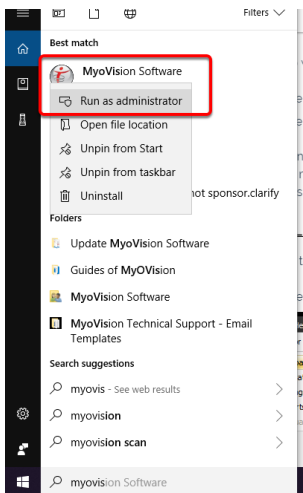 Filters
Best match
MyoVision Software
Run as administrator
Open file location
Unpin from Start
Unpin from taskbar
Uninstall
not sponsor.clarify
Folders
Update MyoVision Software
Guides of MyOVision
MyoVision Software
MyoVision Technical Support - Email
Templates
Search suggestions
myovis - See web results
myovision
myovision scan
myovision Software